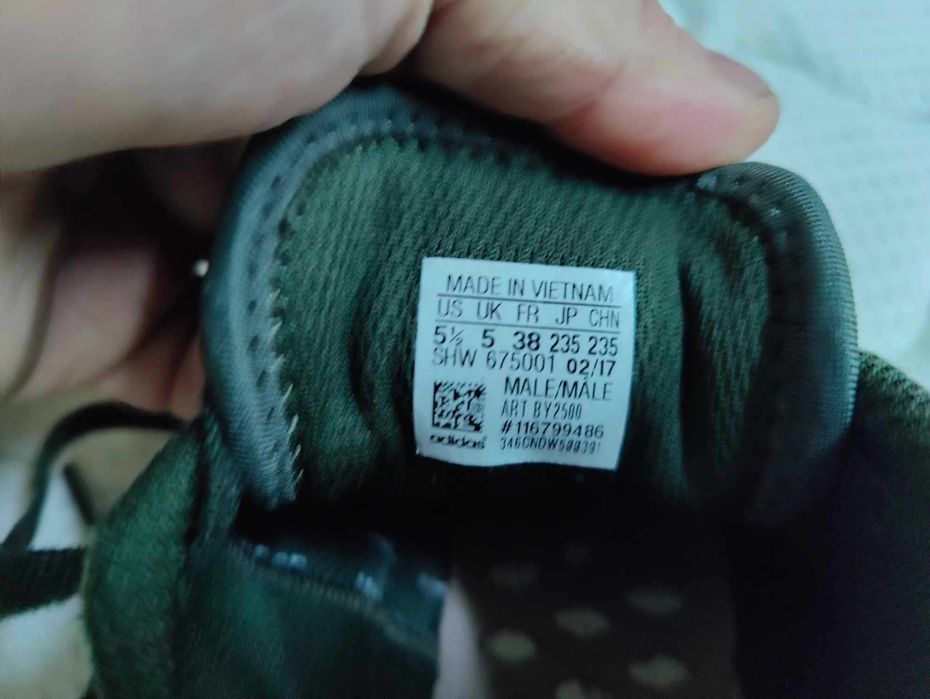 MADE IN VIETNAM
US UK FR JP CHN
5½ 5 38 235 235
SHW 675001 02/17
MALE/MÂLE
ART BY2500
#116799486
adidas